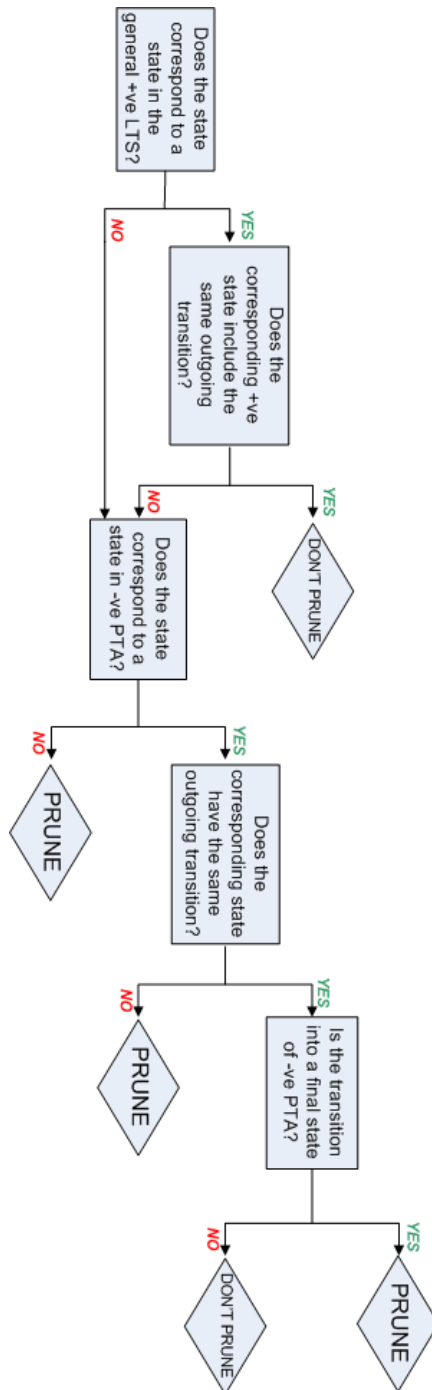 Does the state
correspond to a
state in the
general +ve LTS?
YES
NO
Does the
corresponding +ve
state include the
same outgoing
transition?
YES
NO
DON'T PRUNE
Does the state
correspond to a
state in -ve PTA?
YES
NO
PRUNE
Does the
corresponding state
have the same
outgoing transition?
YES
NO
PRUNE
Is the transition
into a final state
of -ve PTA?
YES
NO
PRUNE
DON'T PRUNE